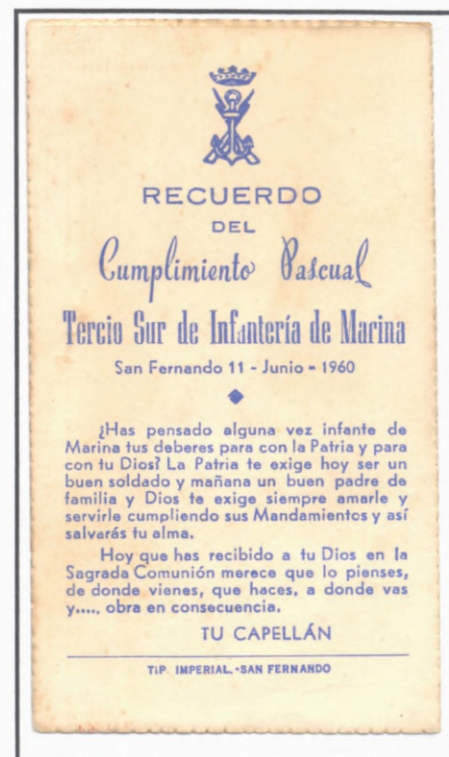 RECUERDO
DEL
Cumplimiento Pascual
Tercio Sur de Infantería de Marina
San Fernando 11 - Junio - 1960
¿Has pensado alguna vez infante de
Marina tus deberes para con la Patria y para
con tu Dios? La Patria te exige hoy ser un
buen soldado y mañana un buen padre de
familia y Dios te exige siempre amarle y
servirle cumpliendo sus Mandamientos y así
salvarás tu alma.
Hoy que has recibido a tu Dios en la
Sagrada Comunión merece que lo pienses,
de donde vienes, que haces, a donde vas
y....., obra en consecuencia.
TU CAPELLÁN
TIP. IMPERIAL.-SAN FERNANDO